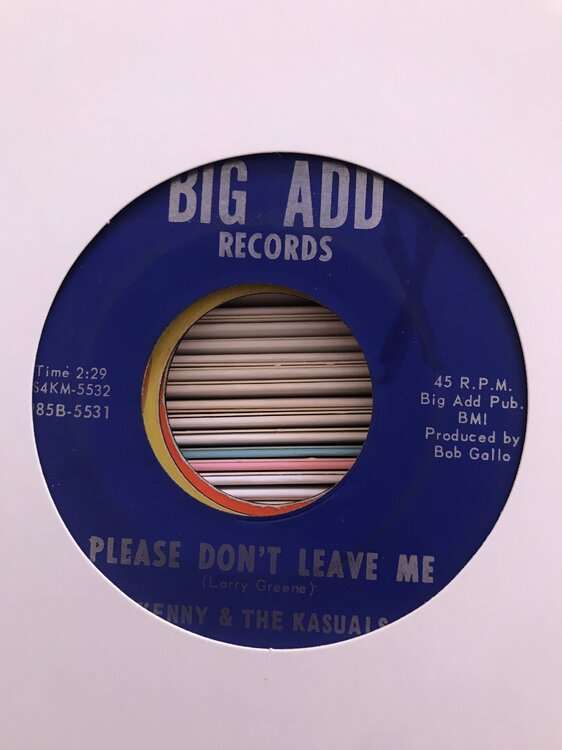 BIG ADD
RECORDS
Time 2:29
S4KM-5532
85B-5531
45 R.P.M.
Big Add Pub.
BMI
Produced by
Bob Gallo
PLEASE DON'T LEAVE ME
(Larry Greene)
KENNY & THE KASUALS